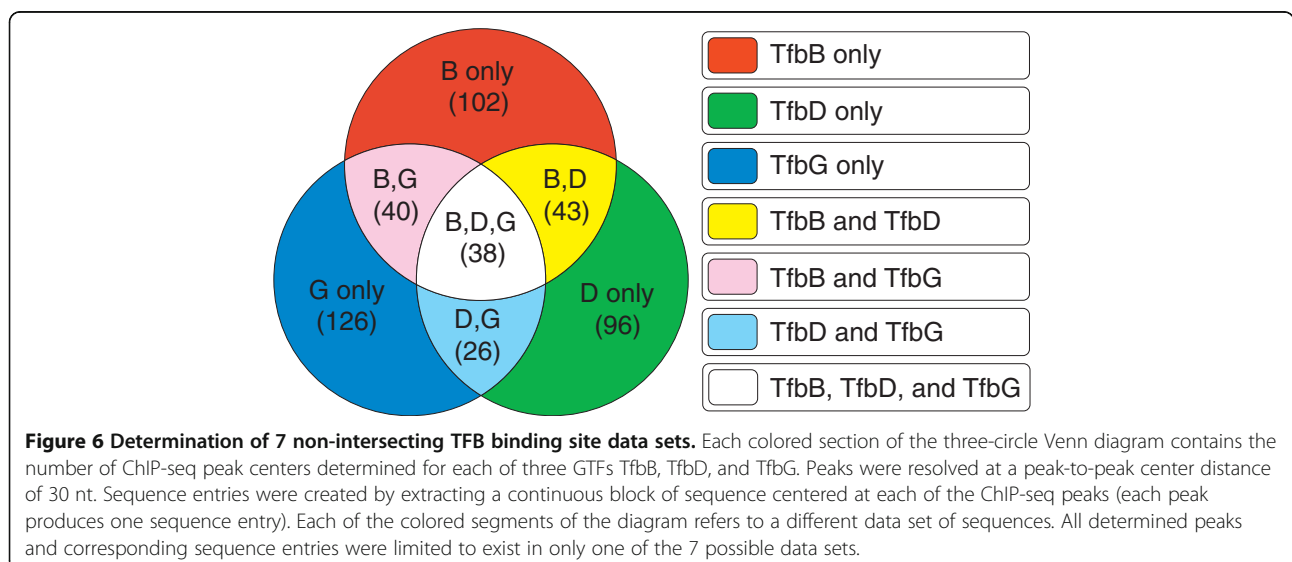 B only
(102)
B,G
(40)
B,D
(43)
B,D,G
(38)
G only
(126)
D only
(96)
D,G
(26)
TfbB only
TfbD only
TfbG only
TfbB and TfbD
TfbB and TfbG
TfbD and TfbG
TfbB, TfbD, and TfbG
Figure 6 Determination of 7 non-intersecting TFB binding site data sets. Each colored section of the three-circle Venn diagram contains the
number of ChIP-seq peak centers determined for each of three GTFs TfbB, TfbD, and TfbG. Peaks were resolved at a peak-to-peak center distance
of 30 nt. Sequence entries were created by extracting a continuous block of sequence centered at each of the ChIP-seq peaks (each peak
produces one sequence entry). Each of the colored segments of the diagram refers to a different data set of sequences. All determined peaks
and corresponding sequence entries were limited to exist in only one of the 7 possible data sets.